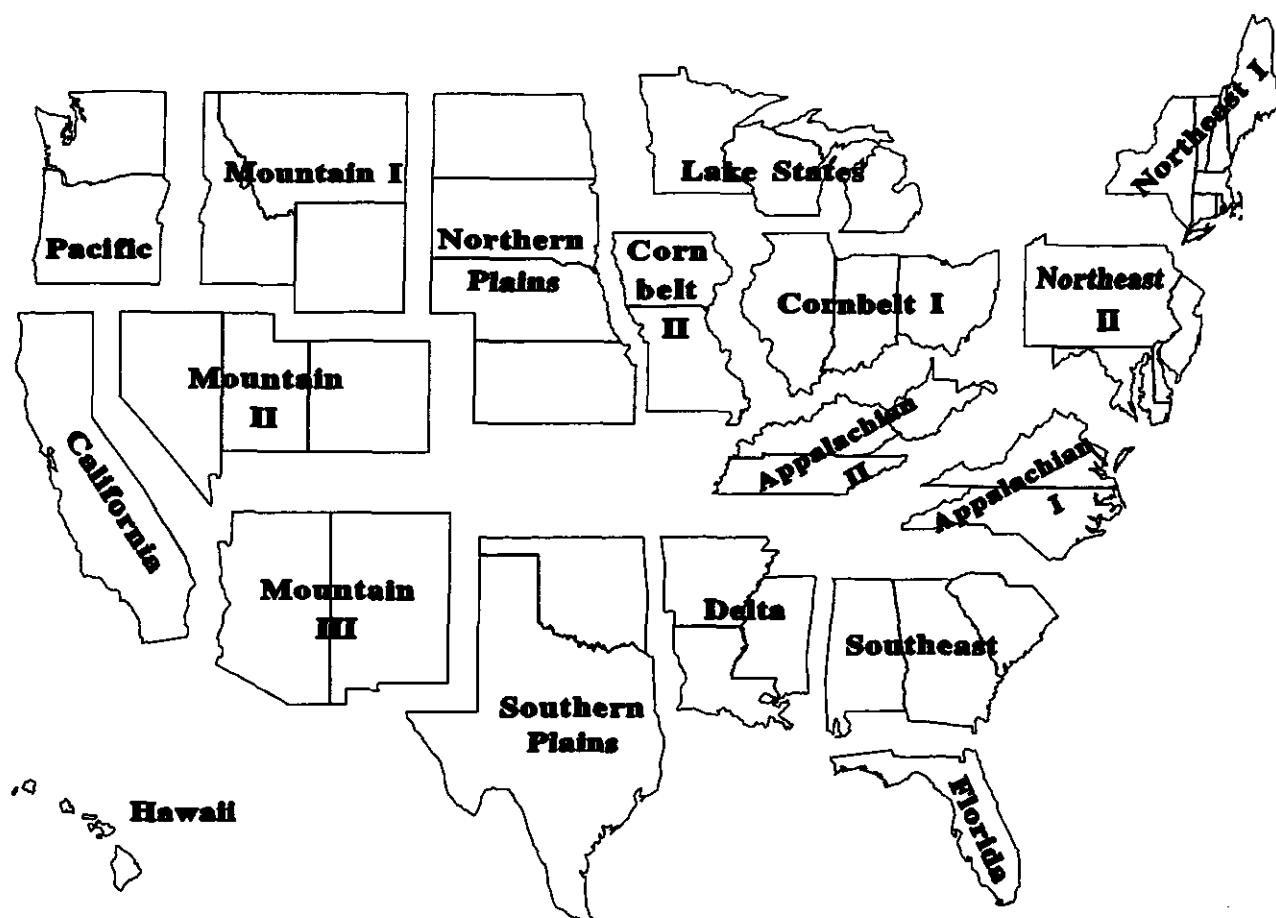 Northeast I
Mountain I
Lake States
Pacific
Northern
Plains
Corn
belt
II
Cornbelt I
Northeast
II
Mountain
II
California
Appalachian
II
Appalachian
I
Mountain
III
Delta
Southeast
Southern
Plains
Hawaii
Florida